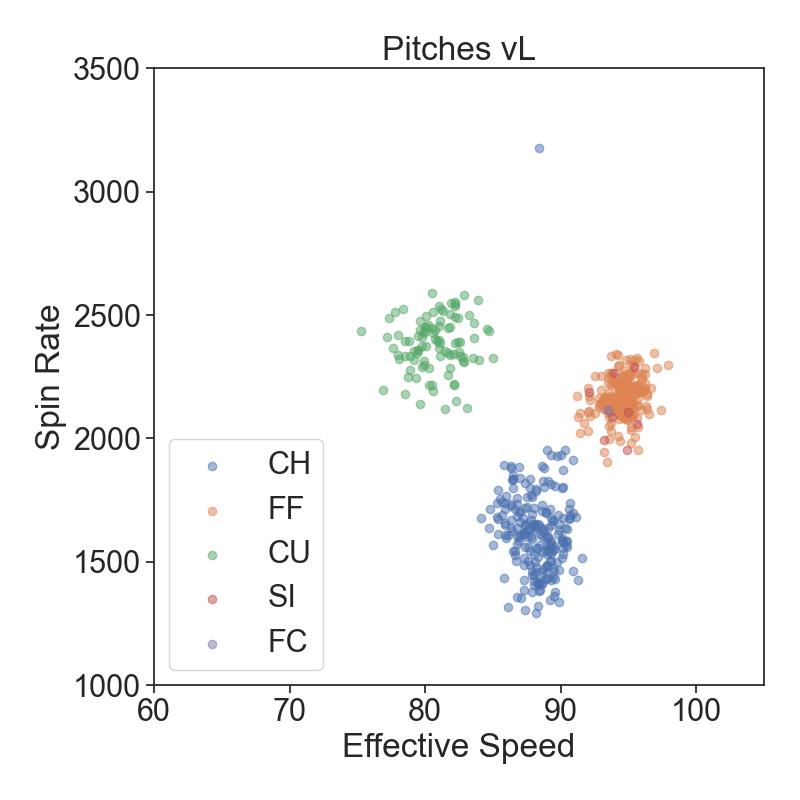 Pitches vL
3500
3000
2500
2000
1500
1000
Spin Rate
CH
FF
CU
SI
FC
60 70 80 90 100
Effective Speed